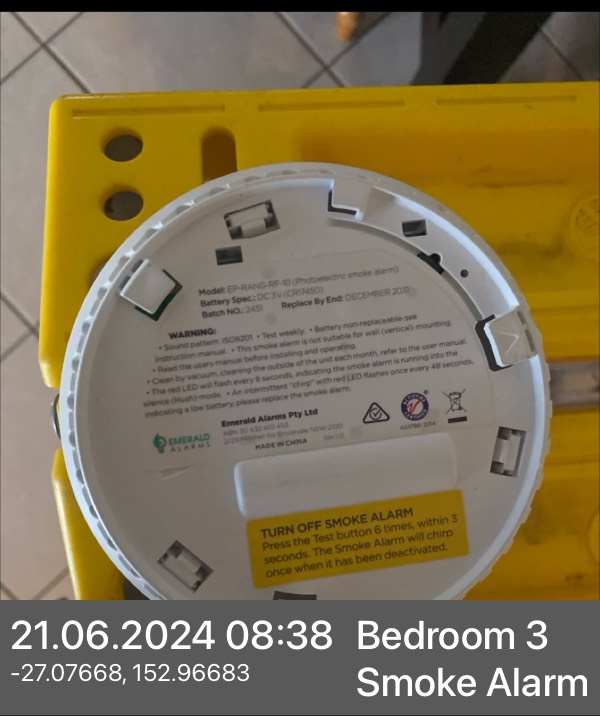 Model: EP-RANG-RF-10 (Photoelectric smoke alarm)
Battery Spec.: DC 3V (CR17450)
Batch NO.: 2451 Replace By End: DECEMBER
WARNING:
• Sound pattern: ISO8201 • Test weekly. • Battery non-replaceable-see
instruction manual. • This smoke alarm is not suitable for wall (vertical) mounting.
• Read the users manual before installing and operating.
• Clean by vacuum, cleaning the outside of the unit each month, refer to the user manual.
• The red LED will flash every 8 seconds, indicating the smoke alarm is running into the
silence (Hush) mode. • An intermittent "chirp" with red LED flashes once every 48 seconds,
indicating a low battery, please replace the smoke alarm.
Emerald Alarms Pty Ltd
Brookvale NSW 2100
MADE IN CHINA
EMERALD
ALARMS
AS3786: 2014
TURN OFF SMOKE ALARM
Press the Test button 6 times, within 3
seconds. The Smoke Alarm will chirp
once when it has been deactivated.
21.06.2024 08:38 Bedroom 3
-27.07668, 152.96683 Smoke Alarm